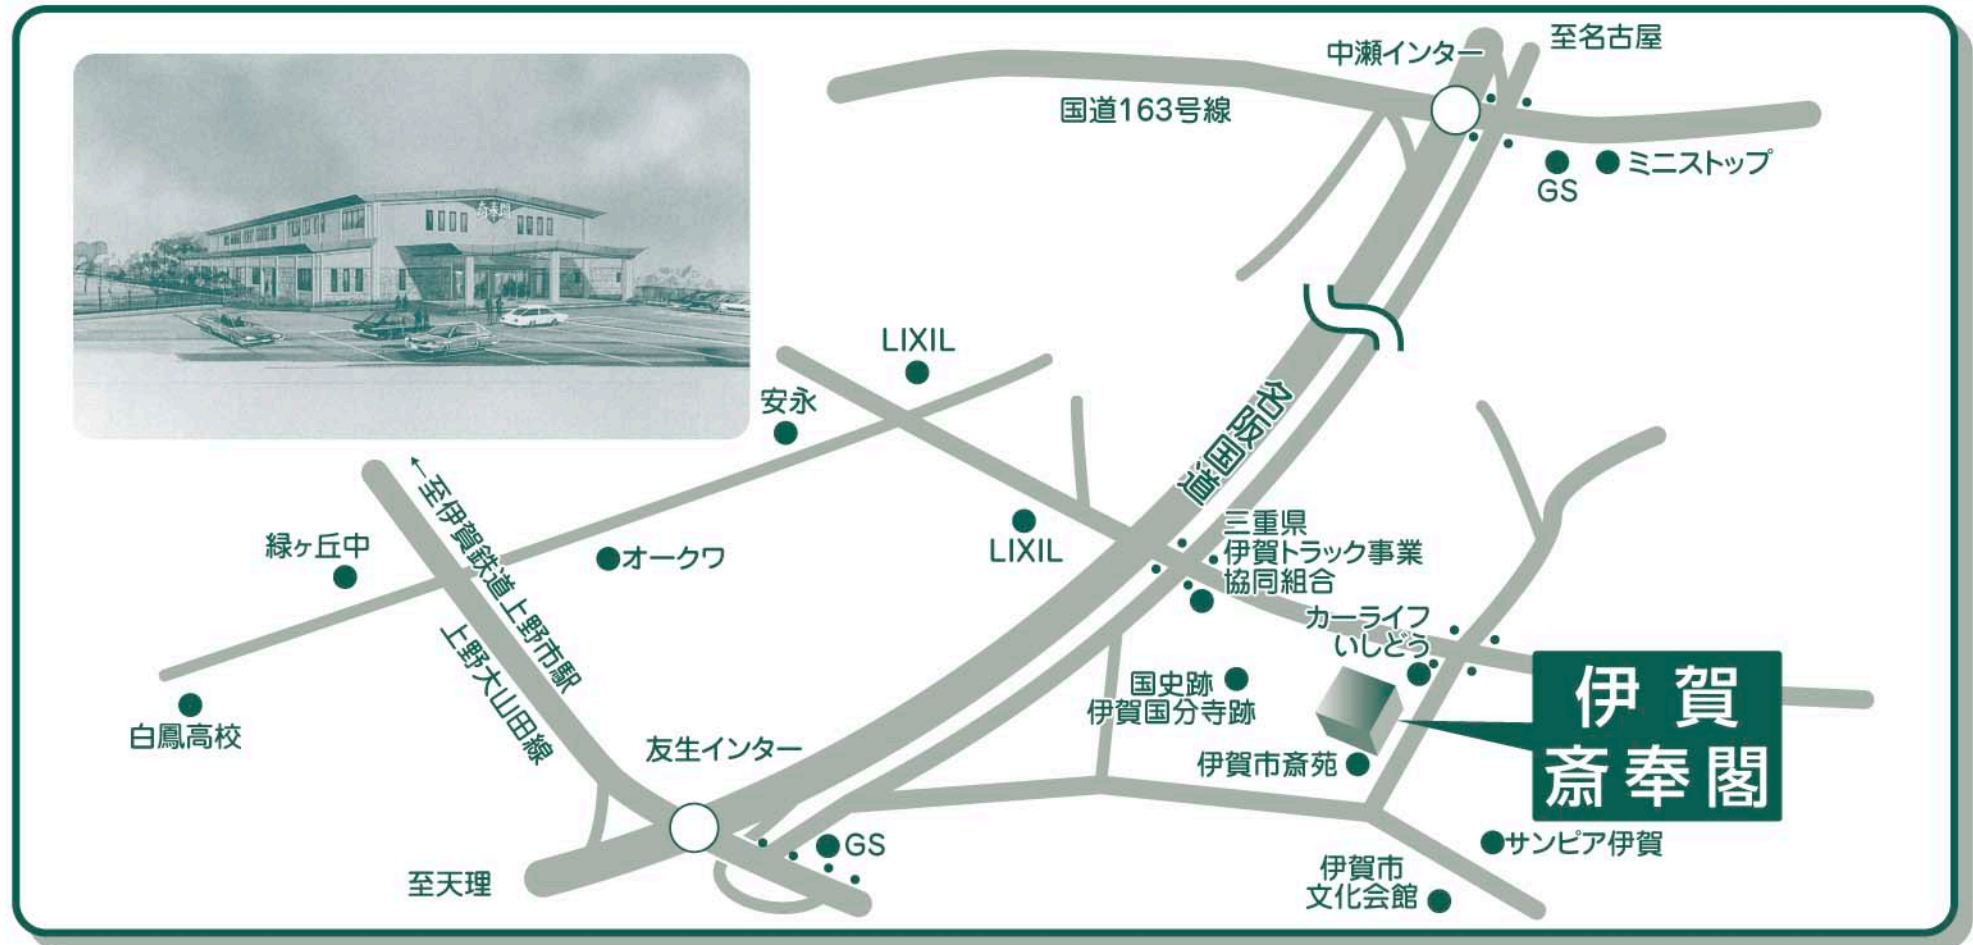 中瀬インター
至名古屋
国道163号線
GS
ミニストップ
斎奉閣
LIXIL
安永
名阪国道
←至伊賀鉄道上野市駅
上野大山田線
緑ヶ丘中
オークワ
LIXIL
三重県
伊賀トラック事業
協同組合
カーライフ
いしどう
白鳳高校
国史跡
伊賀国分寺跡
伊賀
斎奉閣
友生インター
伊賀市斎苑
GS
サンピア伊賀
至天理
伊賀市
文化会館